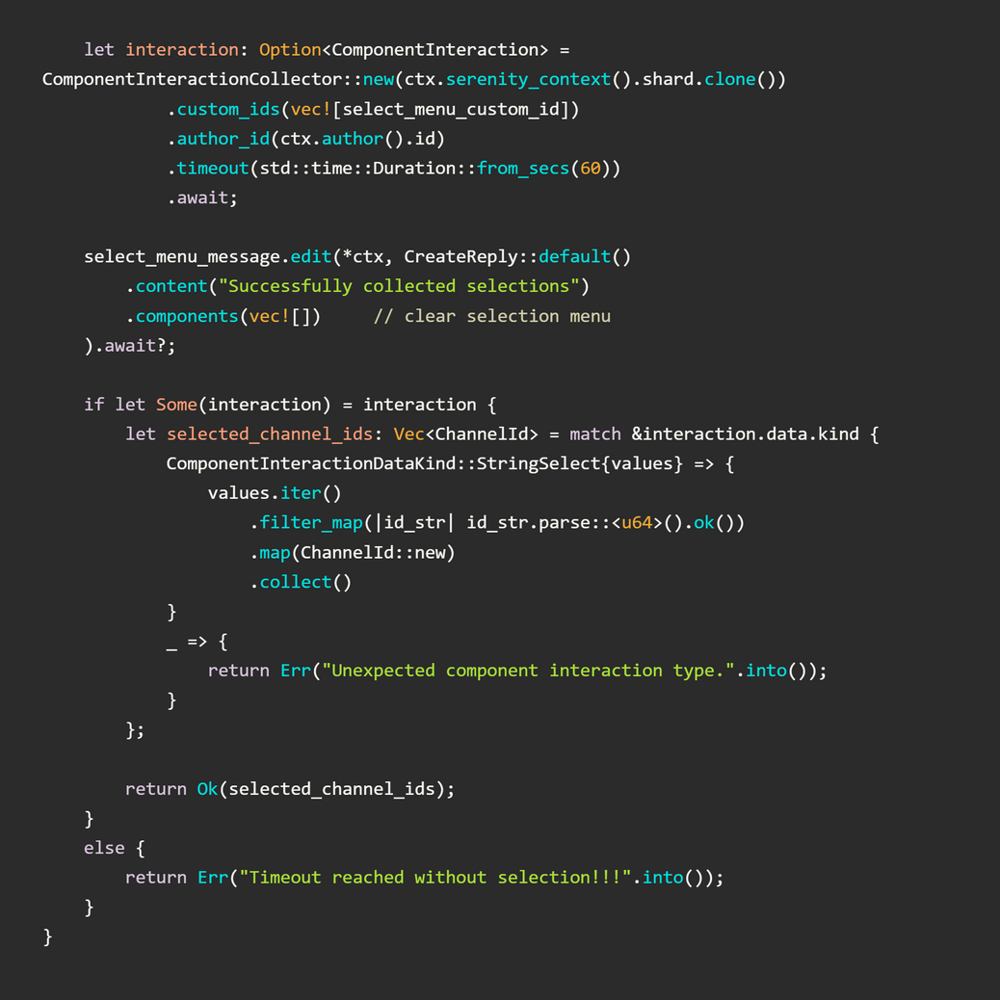 let interaction: Option<ComponentInteraction> =
ComponentInteractionCollector::new(ctx.serenity_context().shard.clone())
            .custom_ids(vec![select_menu_custom_id])
            .author_id(ctx.author().id)
            .timeout(std::time::Duration::from_secs(60))
            .await;

    select_menu_message.edit(*ctx, CreateReply::default()
        .content("Successfully collected selections")
        .components(vec![])     // clear selection menu
    ).await?;

    if let Some(interaction) = interaction {
        let selected_channel_ids: Vec<ChannelId> = match &interaction.data.kind {
            ComponentInteractionDataKind::StringSelect{values} => {
                values.iter()
                    .filter_map(|id_str| id_str.parse::<u64>().ok())
                    .map(ChannelId::new)
                    .collect()
            }
            _ => {
                return Err("Unexpected component interaction type.".into());
            }
        };

        return Ok(selected_channel_ids);
    }
    else {
        return Err("Timeout reached without selection!!!".into());
    }
}